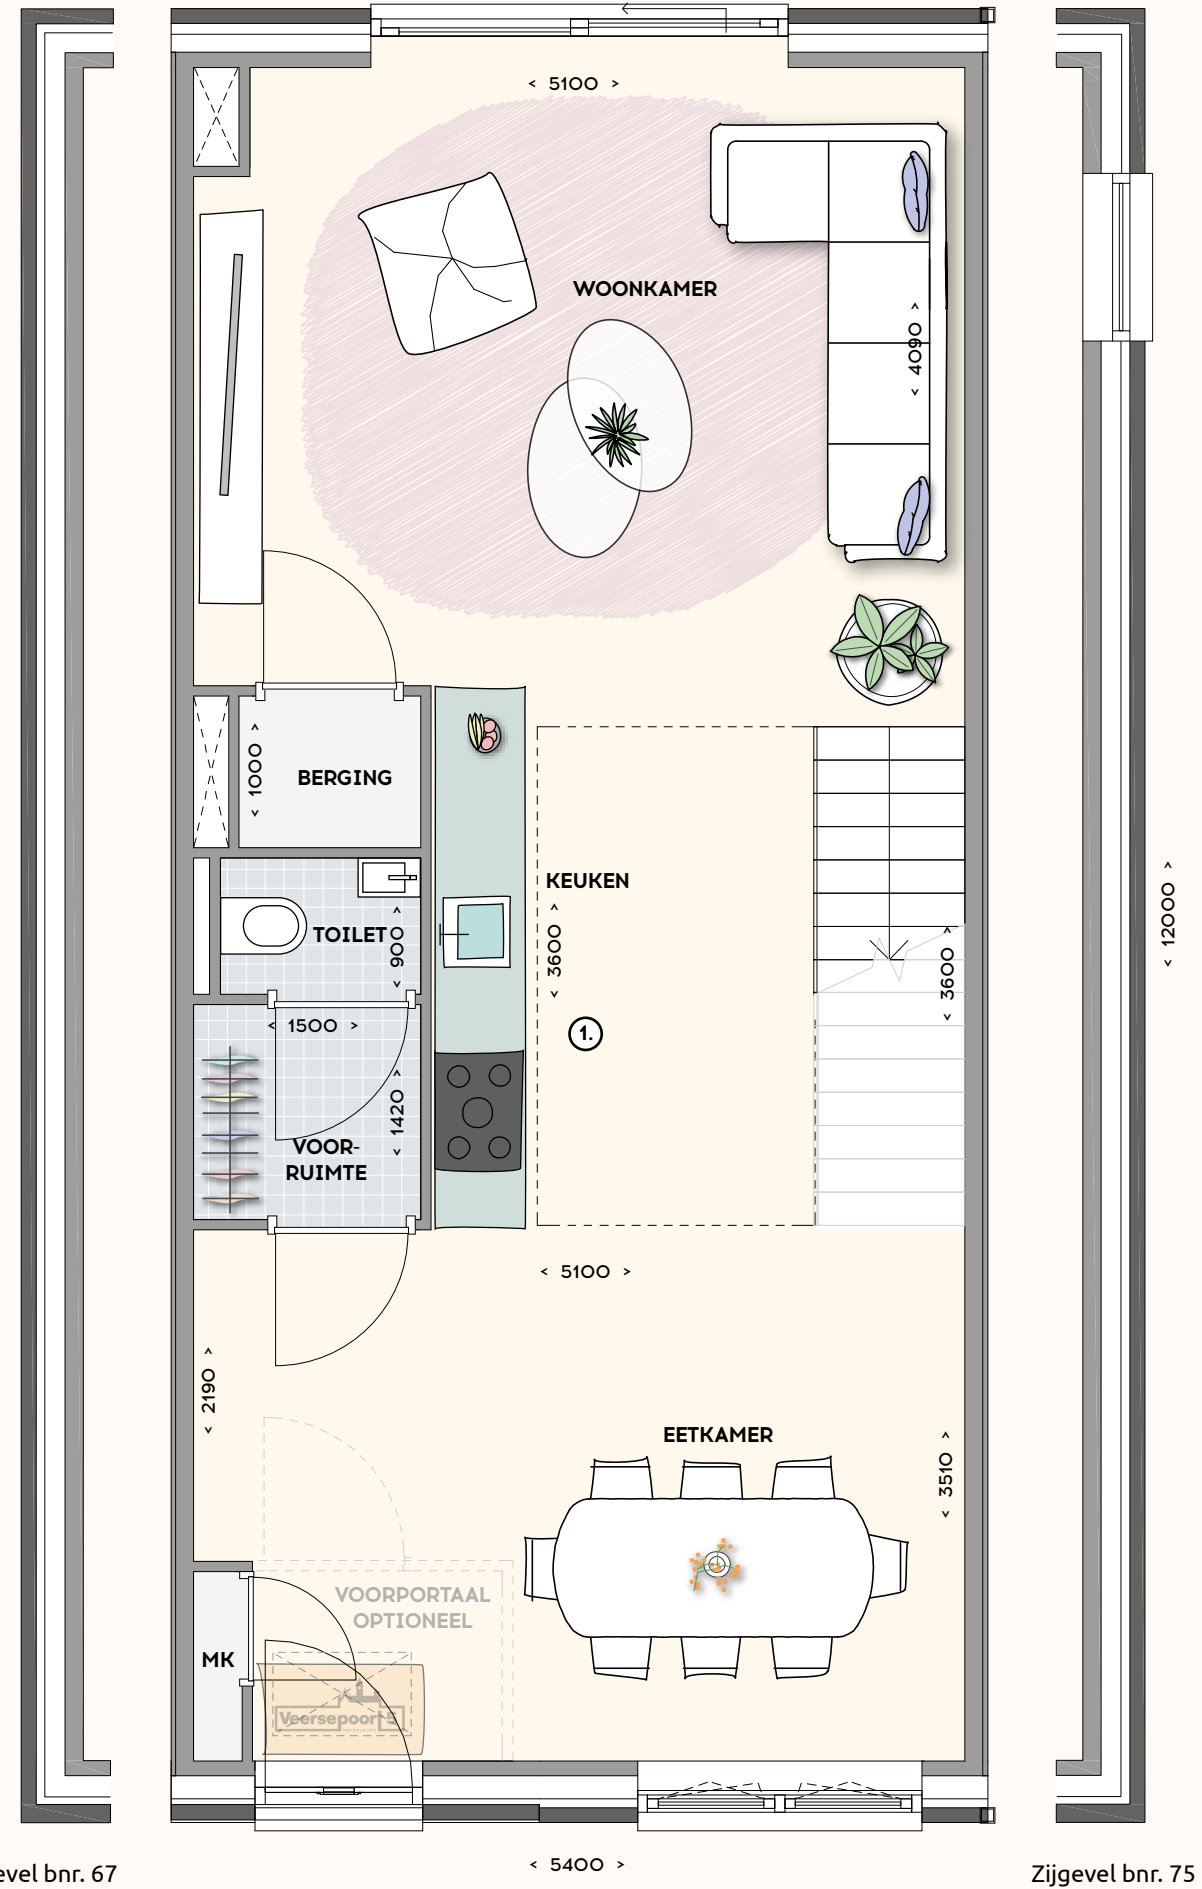 < 5100 >
WOONKAMER
< 4090 >
< 1000 >
BERGING
KEUKEN
< 3600 >
TOILET
< 900 >
< 3600 >
< 12000 >
< 1500 >
1.
< 1420 >
VOOR-
RUIMTE
< 5100 >
< 2190 >
EETKAMER
< 3510 >
VOORPORTAAL
OPTIONEEL
MK
Veersepoort 5
< 5400 >
evel bnr. 67
Zijgevel bnr. 75